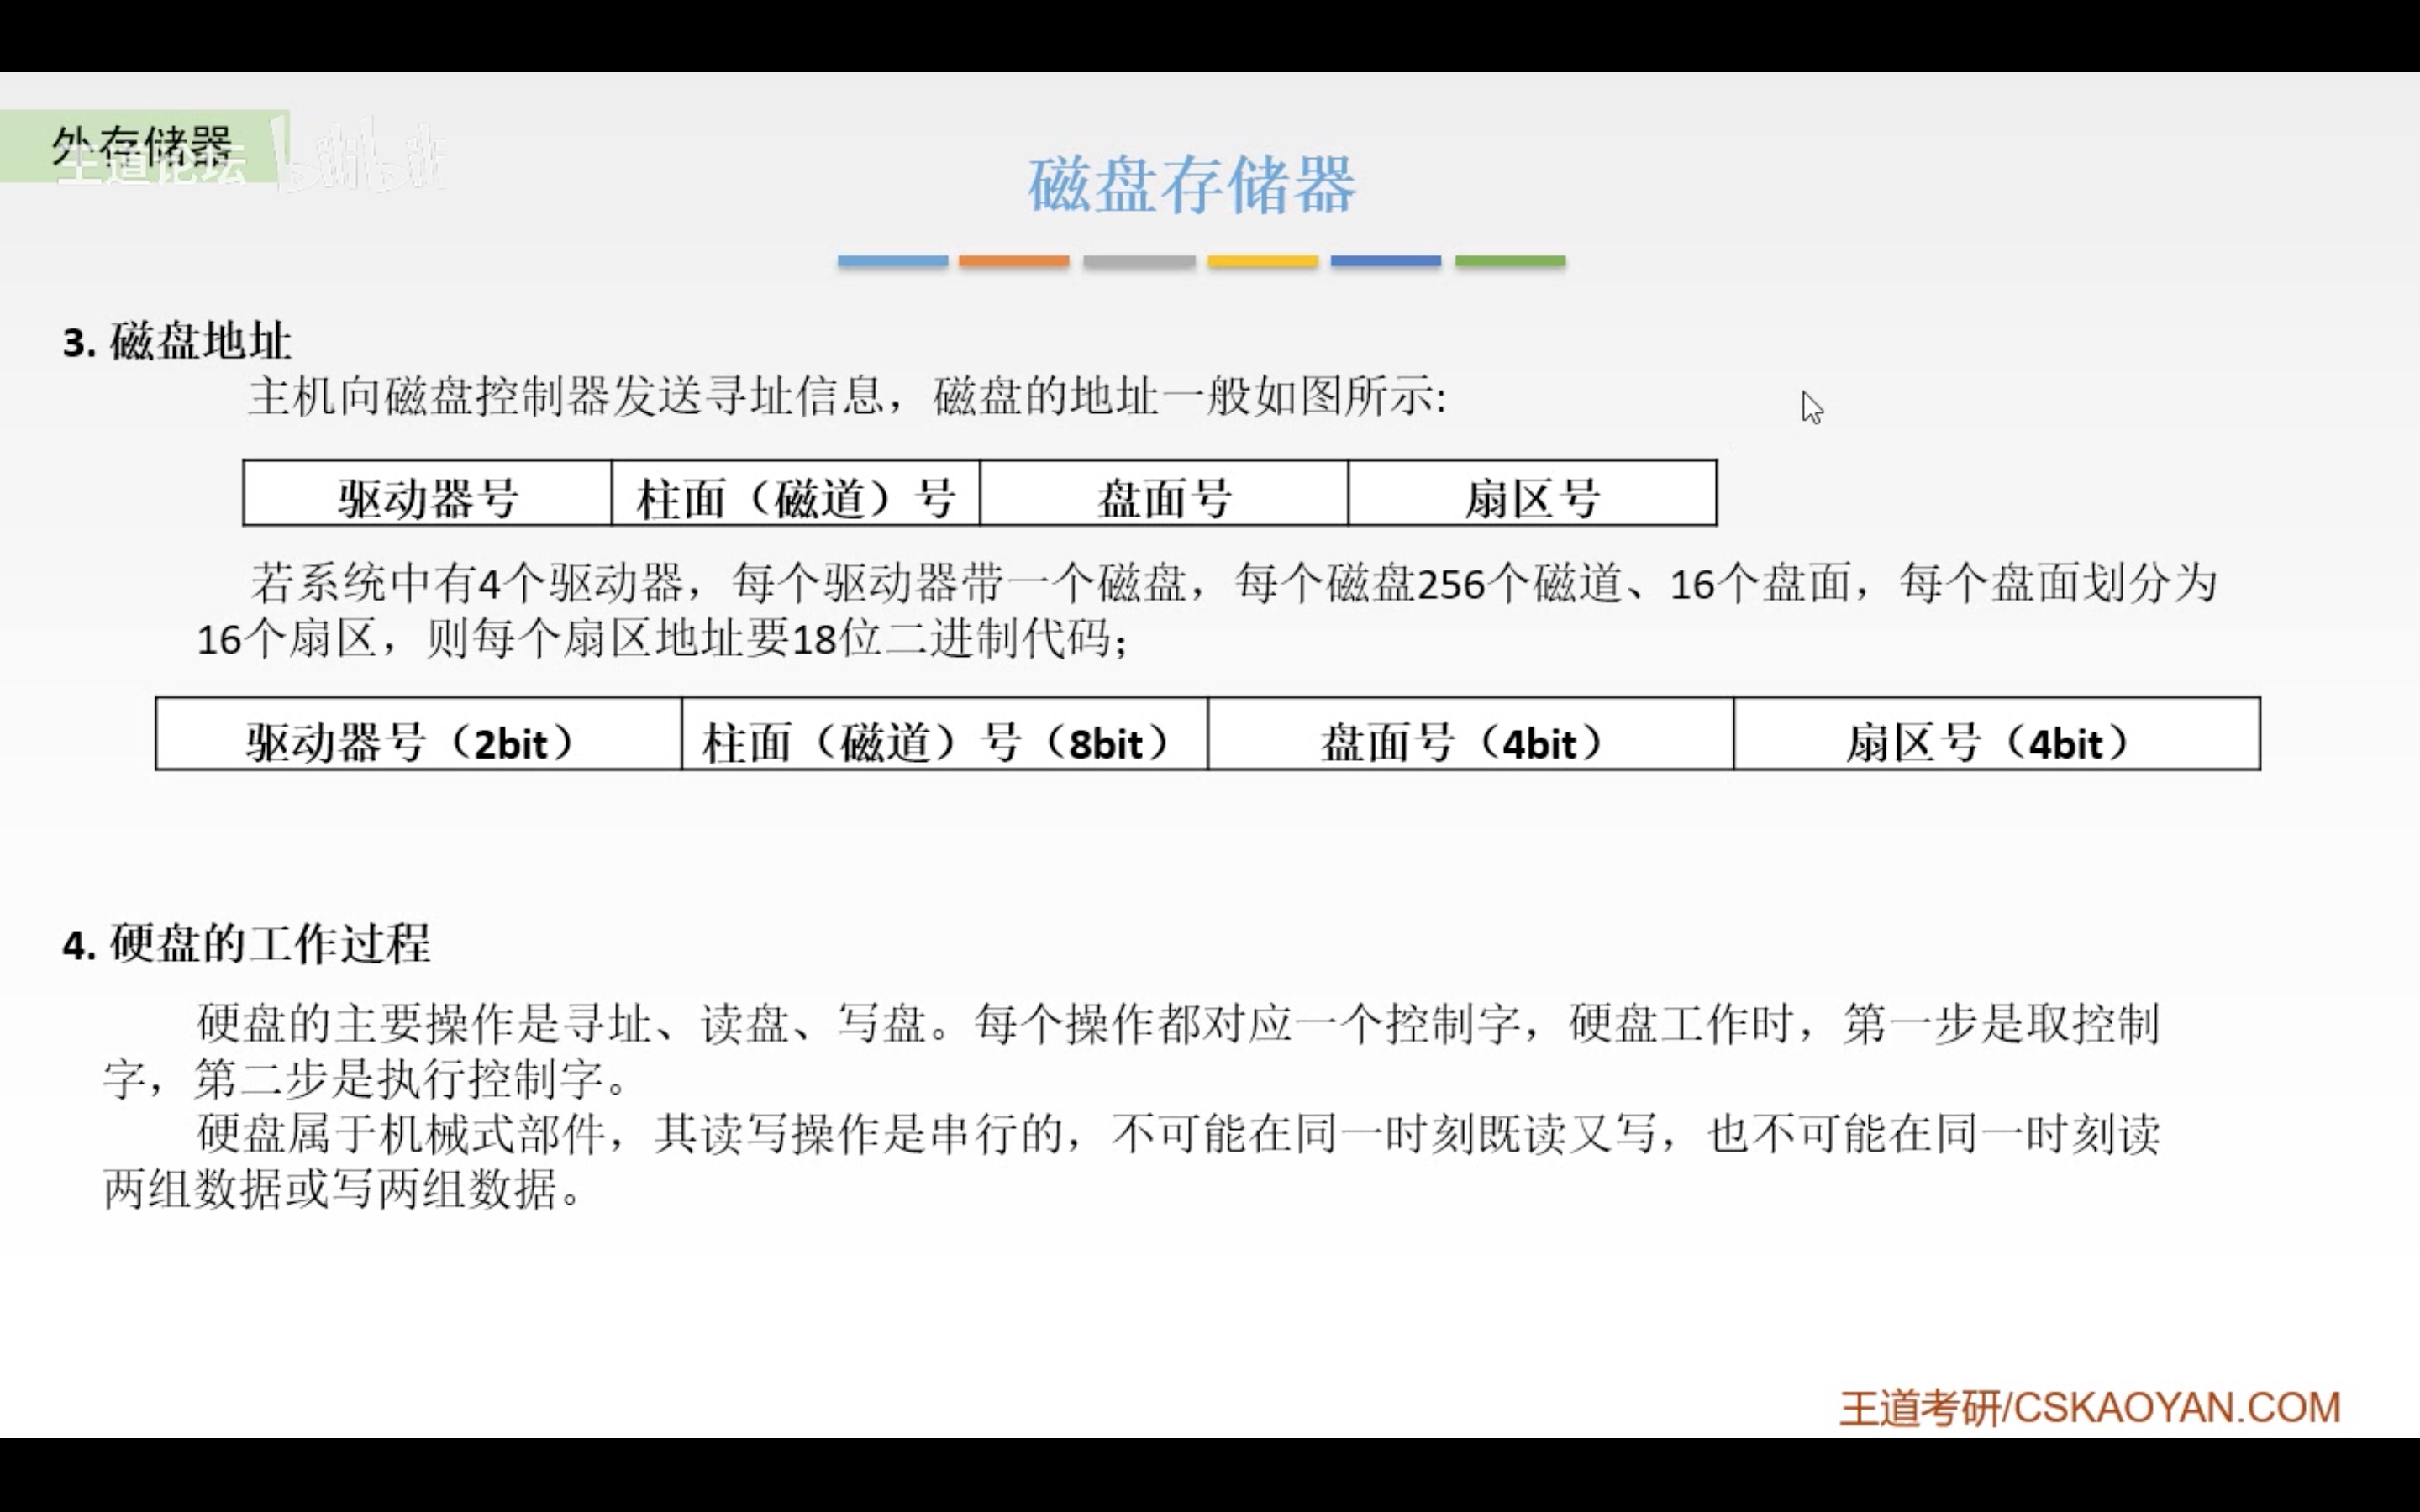 外存储器
王道论坛 bilibili
磁盘存储器
3. 磁盘地址
主机向磁盘控制器发送寻址信息，磁盘的地址一般如图所示:
驱动器号 柱面（磁道）号 盘面号 扇区号
若系统中有4个驱动器，每个驱动器带一个磁盘，每个磁盘256个磁道、16个盘面，每个盘面划分为
16个扇区，则每个扇区地址要18位二进制代码；
驱动器号（2bit） 柱面（磁道）号（8bit） 盘面号（4bit） 扇区号（4bit）
4. 硬盘的工作过程
硬盘的主要操作是寻址、读盘、写盘。每个操作都对应一个控制字，硬盘工作时，第一步是取控制
字，第二步是执行控制字。
硬盘属于机械式部件，其读写操作是串行的，不可能在同一时刻既读又写，也不可能在同一时刻读
两组数据或写两组数据。
王道考研/CSKAOYAN.COM